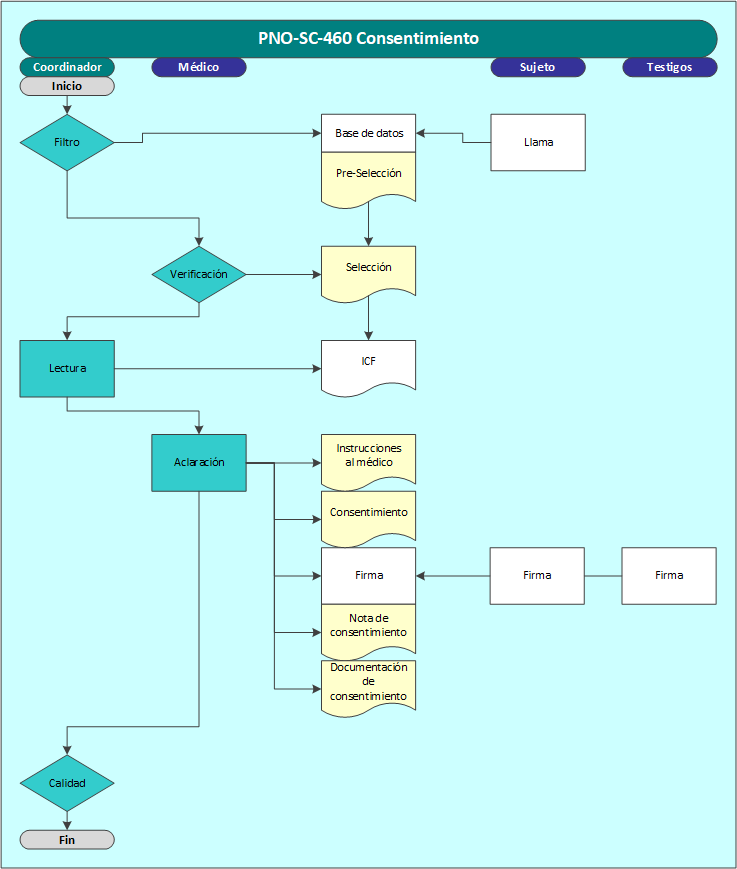 PNO-SC-460 Consentimiento
Coordinador
Médico
Sujeto
Testigos
Inicio
Filtro
Base de datos
Llama
Pre-Selección
Verificación
Selección
Lectura
ICF
Aclaración
Instrucciones
al médico
Consentimiento
Firma
Firma
Firma
Nota de
consentimiento
Documentación
de
consentimiento
Calidad
Fin